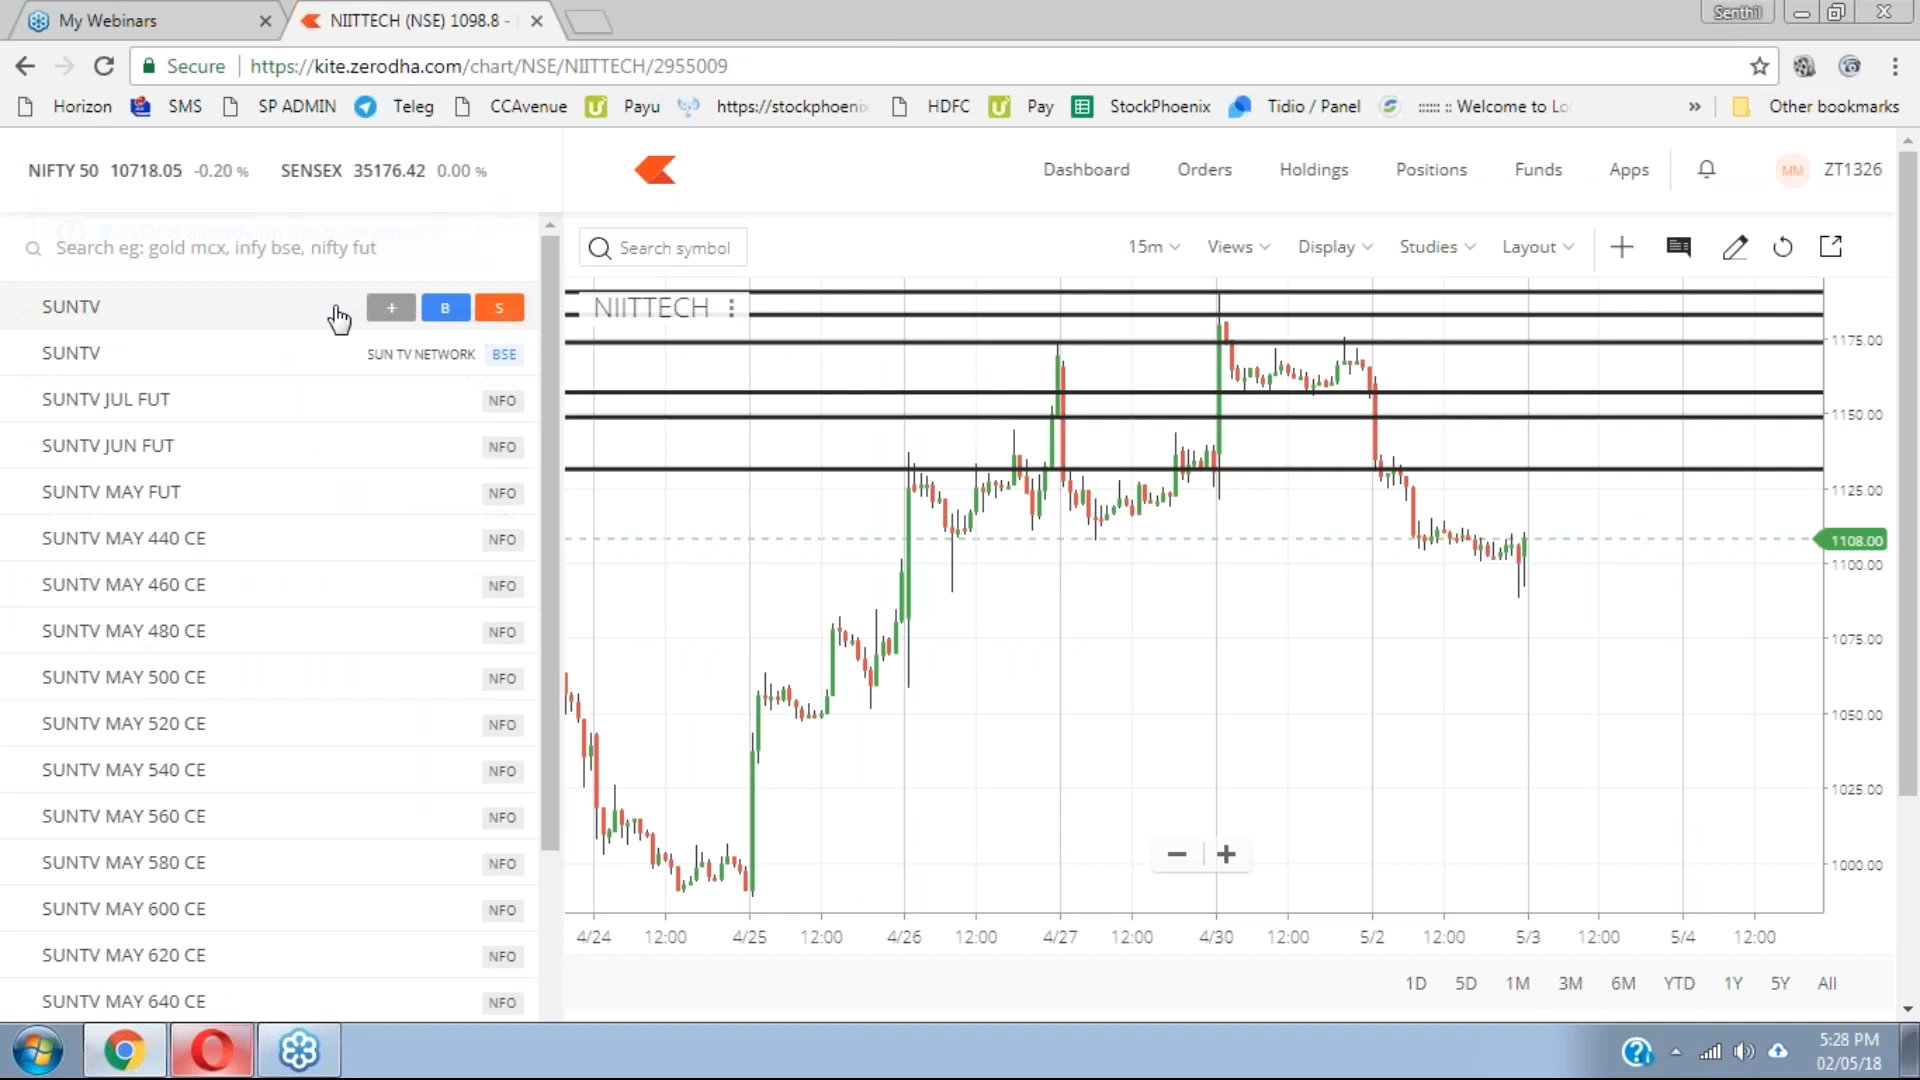 My Webinars
NIITTECH (NSE) 1098.8 -
Senthil
Secure
https://kite.zerodha.com/chart/NSE/NIITTECH/2955009
Horizon
SMS
SP ADMIN
Teleg
CCAvenue
Payu
https://stockphoenix
HDFC
Pay
StockPhoenix
Tidio / Panel
:::::: :: Welcome to Lo
»
Other bookmarks
NIFTY 50 10718.05 -0.20 %
SENSEX 35176.42 0.00 %
Dashboard
Orders
Holdings
Positions
Funds
Apps
MM
ZT1326
Search eg: gold mcx, infy bse, nifty fut
Search symbol
15m
Views
Display
Studies
Layout
SUNTV
+
B
S
SUNTV
SUN TV NETWORK
BSE
SUNTV JUL FUT
NFO
SUNTV JUN FUT
NFO
SUNTV MAY FUT
NFO
SUNTV MAY 440 CE
NFO
SUNTV MAY 460 CE
NFO
SUNTV MAY 480 CE
NFO
SUNTV MAY 500 CE
NFO
SUNTV MAY 520 CE
NFO
SUNTV MAY 540 CE
NFO
SUNTV MAY 560 CE
NFO
SUNTV MAY 580 CE
NFO
SUNTV MAY 600 CE
NFO
SUNTV MAY 620 CE
NFO
SUNTV MAY 640 CE
NFO
NIITTECH
1175.00
1150.00
1125.00
1108.00
1100.00
1075.00
1050.00
1025.00
1000.00
4/24
12:00
4/25
12:00
4/26
12:00
4/27
12:00
4/30
12:00
5/2
12:00
5/3
12:00
5/4
12:00
1D
5D
1M
3M
6M
YTD
1Y
5Y
All
5:28 PM
02/05/18